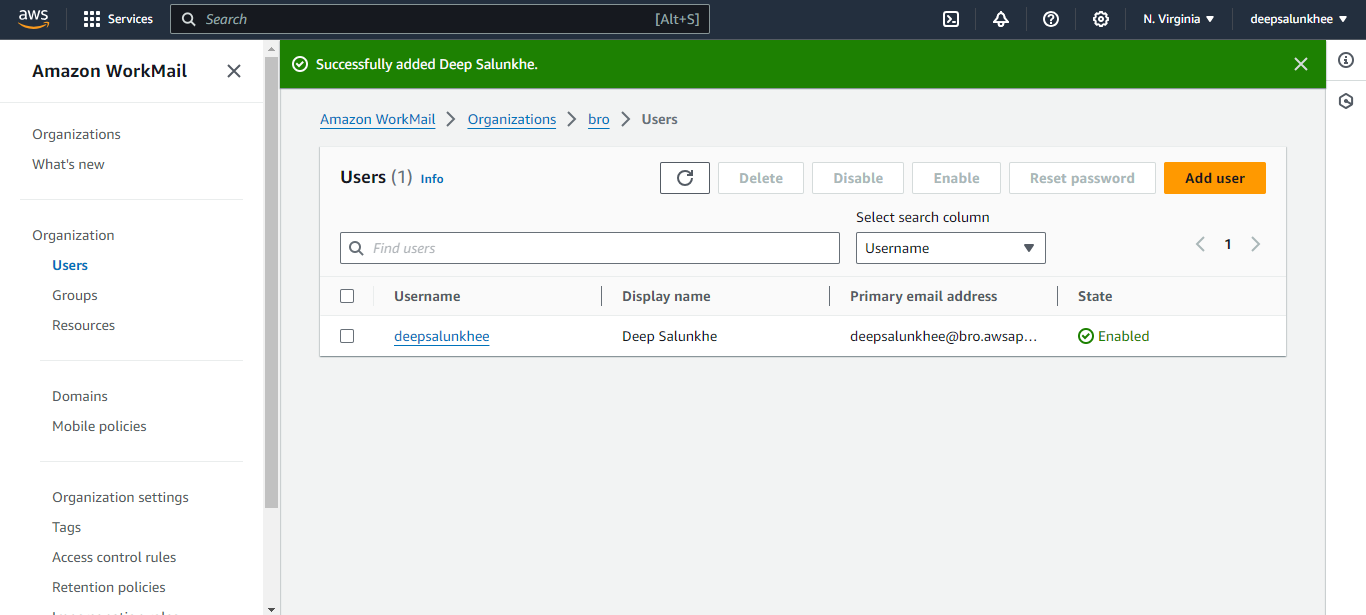 aws Services Search [Alt+S] N. Virginia deepsalunkhee
Amazon WorkMail
Organizations
What's new
Organization
Users
Groups
Resources
Domains
Mobile policies
Organization settings
Tags
Access control rules
Retention policies
Successfully added Deep Salunkhe.
Amazon WorkMail Organizations bro Users
Users (1) Info Delete Disable Enable Reset password Add user
Select search column
Find users Username 1
Username Display name Primary email address State
deepsalunkhee Deep Salunkhe deepsalunkhee@bro.awsap... Enabled